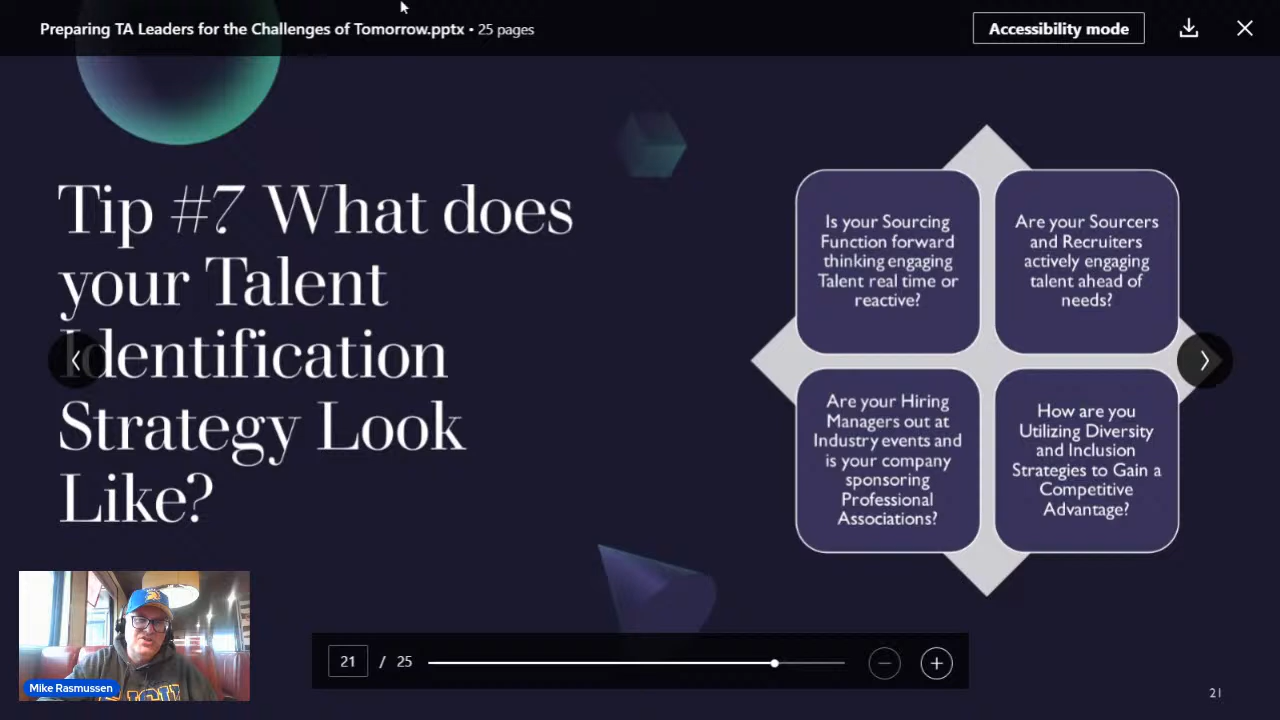 Preparing TA Leaders for the Challenges of Tomorrow.pptx • 25 pages
Accessibility mode
Tip #7 What does
your Talent
Identification
Strategy Look
Like?
Is your Sourcing
Function forward
thinking engaging
Talent real time or
reactive?
Are your Sourcers
and Recruiters
actively engaging
talent ahead of
needs?
Are your Hiring
Managers out at
Industry events and
is your company
sponsoring
Professional
Associations?
How are you
Utilizing Diversity
and Inclusion
Strategies to Gain a
Competitive
Advantage?
Mike Rasmussen
21 / 25
21